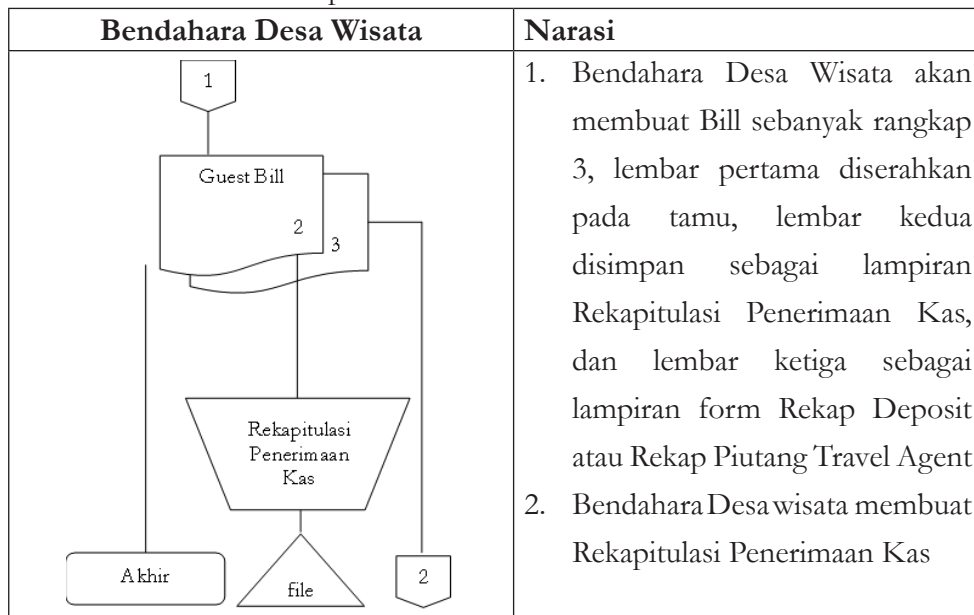 Bendahara Desa Wisata
Narasi
1
Guest Bill
2
3
Rekapitulasi
Penerimaan
Kas
Akhir
file
2
1. Bendahara Desa Wisata akan
membuat Bill sebanyak rangkap
3, lembar pertama diserahkan
pada tamu, lembar kedua
disimpan sebagai lampiran
Rekapitulasi Penerimaan Kas,
dan lembar ketiga sebagai
lampiran form Rekap Deposit
atau Rekap Piutang Travel Agent
2. Bendahara Desa wisata membuat
Rekapitulasi Penerimaan Kas